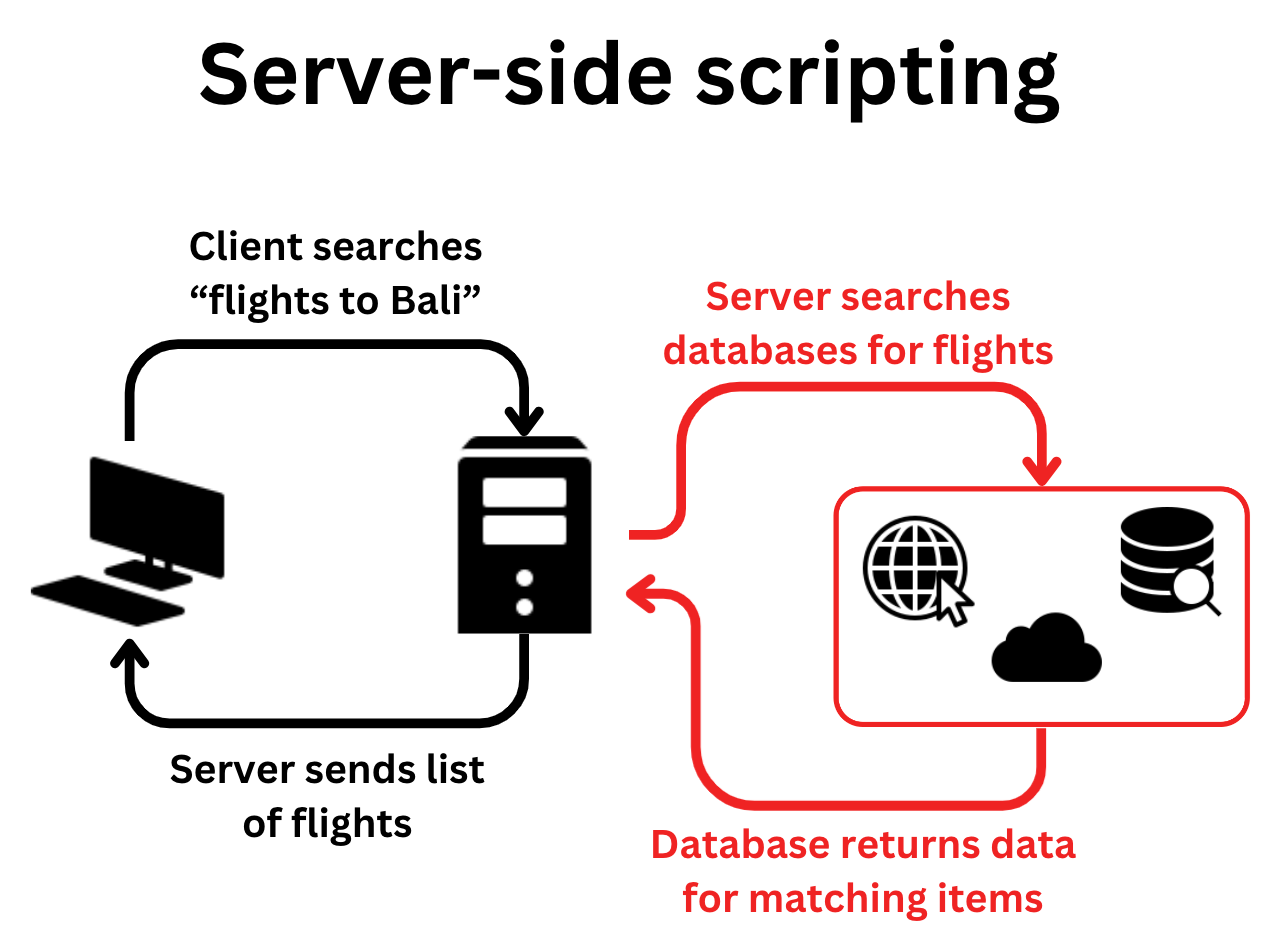 Server-side scripting
Client searches
“flights to Bali”
Server searches
databases for flights
Server sends list
of flights
Database returns data
for matching items